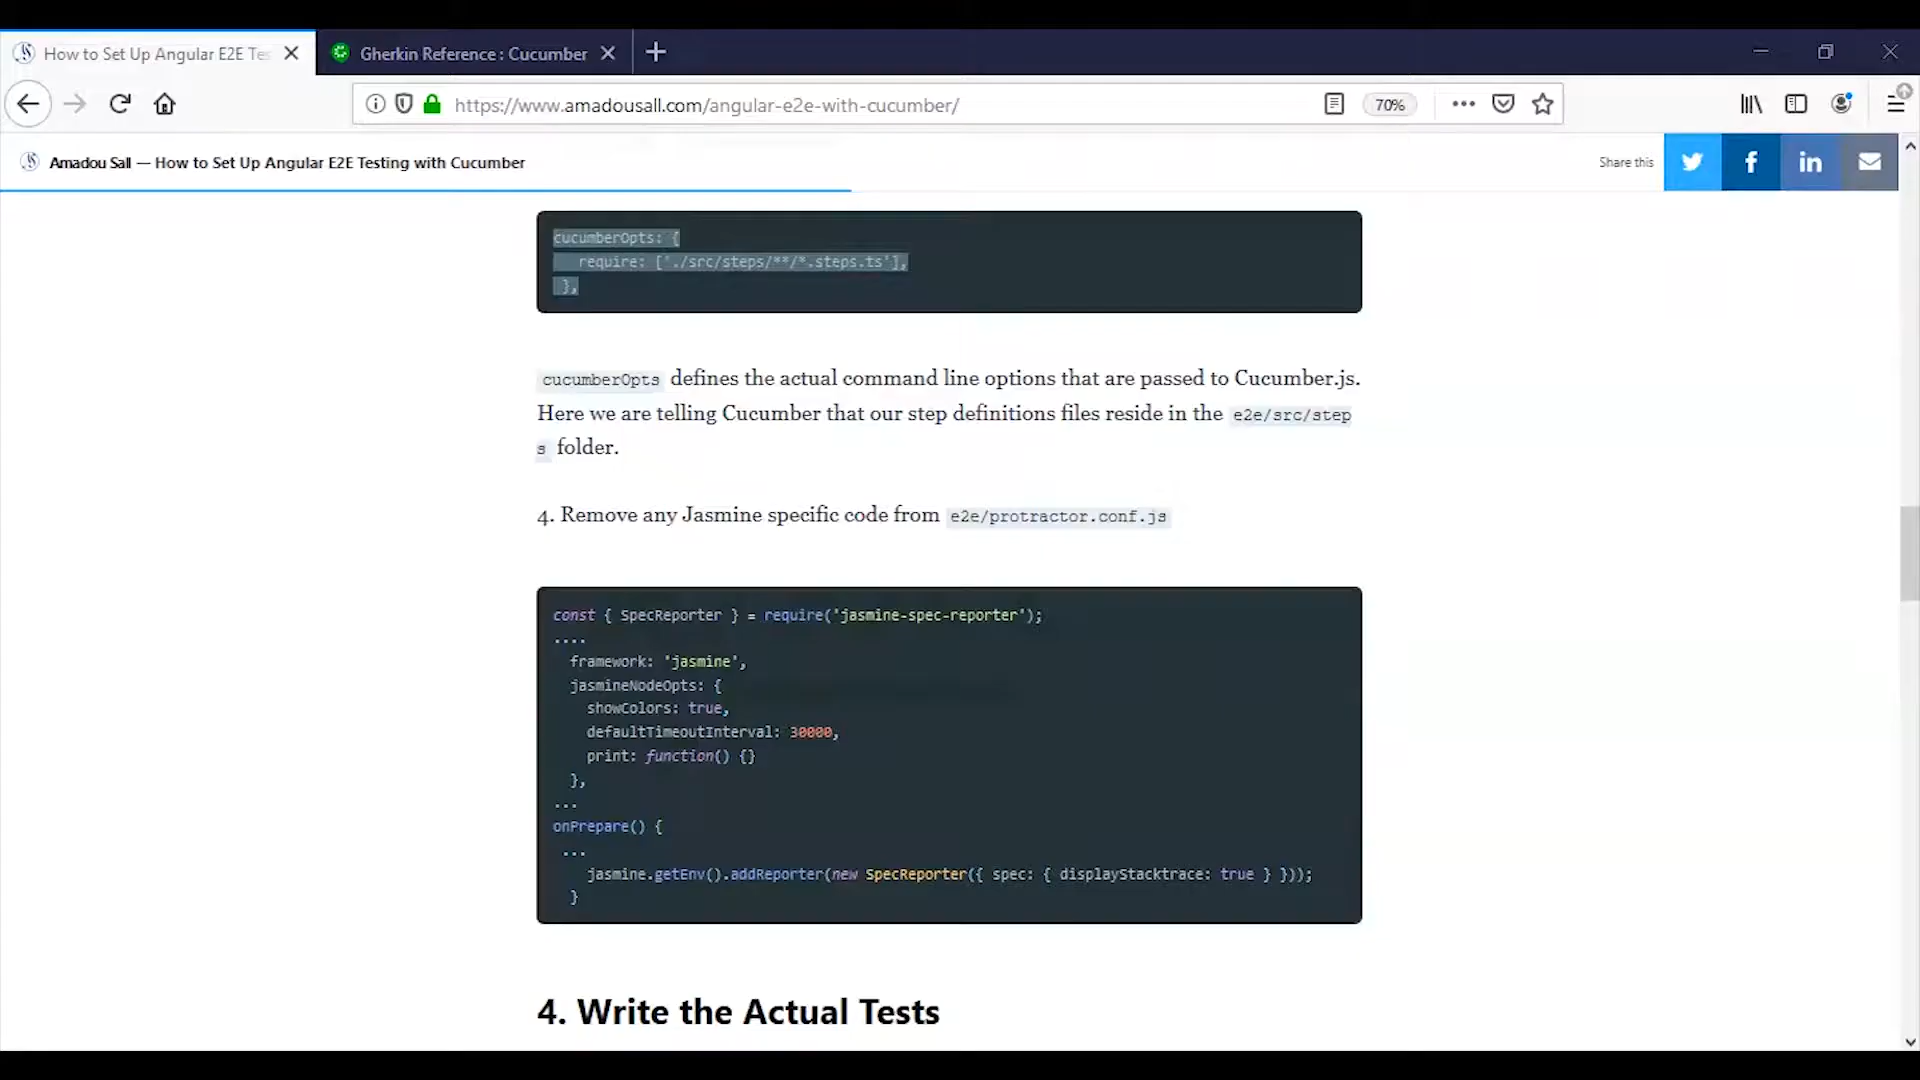 How to Set Up Angular E2E Tes
Gherkin Reference : Cucumber
https://www.amadousall.com/angular-e2e-with-cucumber/
70%
Amadou Sall — How to Set Up Angular E2E Testing with Cucumber
Share this
cucumberOpts: {
require: ['./src/steps/**/*.steps.ts'],
},
cucumberOpts defines the actual command line options that are passed to Cucumber.js.
Here we are telling Cucumber that our step definitions files reside in the e2e/src/step
s folder.
4. Remove any Jasmine specific code from e2e/protractor.conf.js
const { SpecReporter } = require('jasmine-spec-reporter');
....
framework: 'jasmine',
jasmineNodeOpts: {
showColors: true,
defaultTimeoutInterval: 30000,
print: function() {}
},
...
onPrepare() {
...
jasmine.getEnv().addReporter(new SpecReporter({ spec: { displayStacktrace: true } }));
}
4. Write the Actual Tests